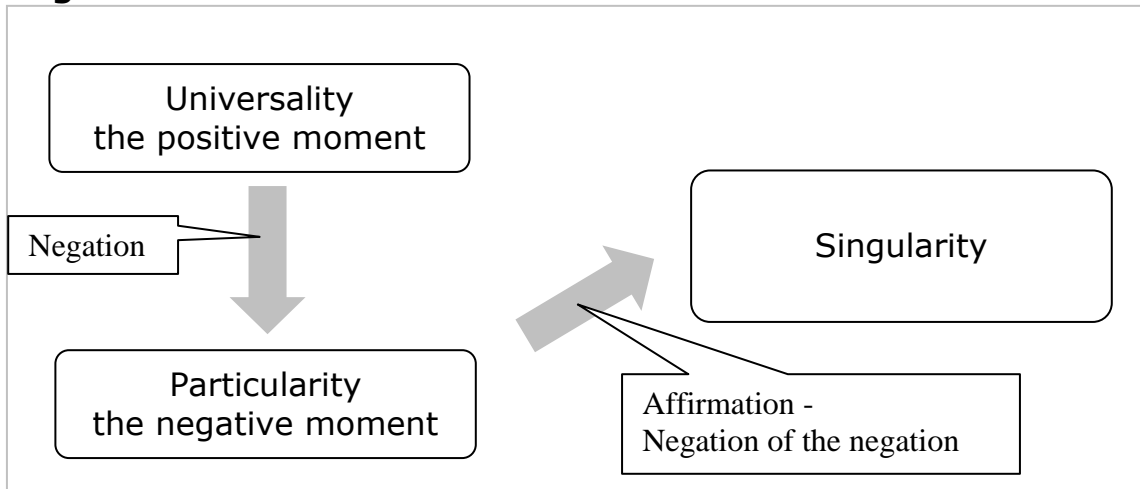 Universality
the positive moment
Negation
Singularity
Particularity
the negative moment
Affirmation -
Negation of the negation